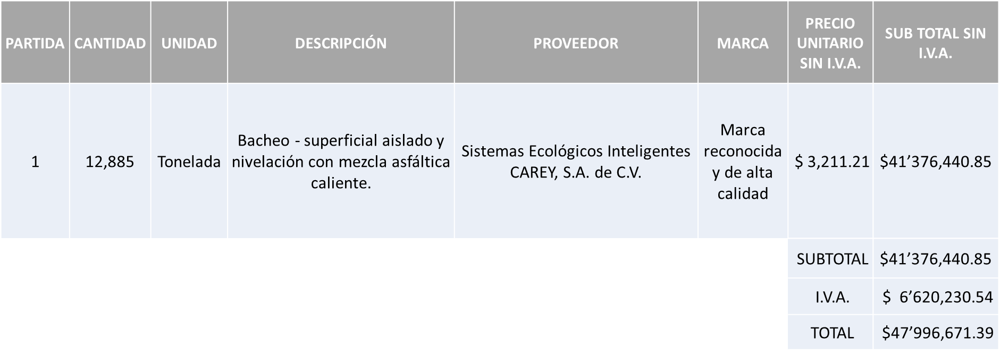 PARTIDA
CANTIDAD
UNIDAD
DESCRIPCIÓN
PROVEEDOR
MARCA
PRECIO
UNITARIO
SIN I.V.A.
SUB TOTAL SIN
I.V.A.
1
12,885
Tonelada
Bacheo - superficial aislado y
nivelación con mezcla asfáltica
caliente.
Sistemas Ecológicos Inteligentes
CAREY, S.A. de C.V.
Marca
reconocida
y de alta
calidad
$ 3,211.21
$41’376,440.85
SUBTOTAL
$41’376,440.85
I.V.A.
$ 6’620,230.54
TOTAL
$47’996,671.39